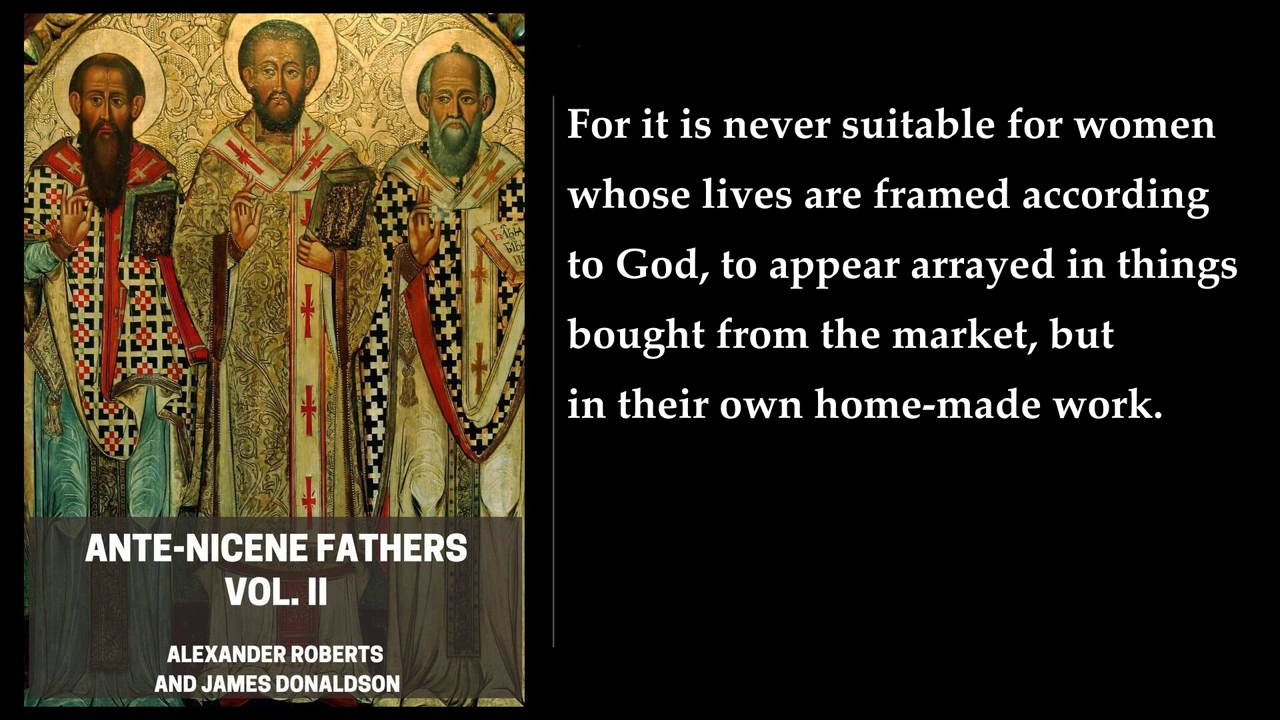 For it is never suitable for women
whose lives are framed according
to God, to appear arrayed in things
bought from the market, but
in their own home-made work.
ANTE-NICENE FATHERS
VOL. II
ALEXANDER ROBERTS
AND JAMES DONALDSON